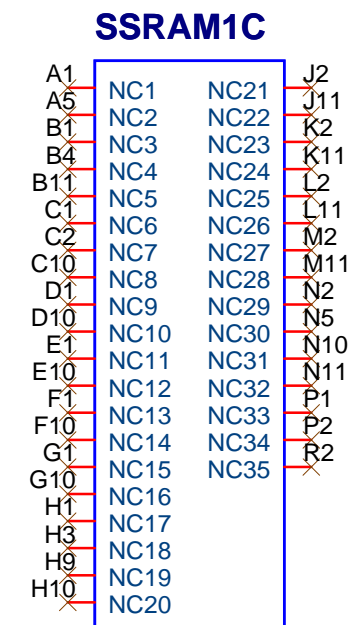 SSRAM1C
A1 NC1 NC21 J2
A5 NC2 NC22 J11
B1 NC3 NC23 K2
B4 NC4 NC24 K11
B11 NC5 NC25 L2
C1 NC6 NC26 L11
C2 NC7 NC27 M2
C10 NC8 NC28 M11
D1 NC9 NC29 N2
D10 NC10 NC30 N5
E1 NC11 NC31 N10
E10 NC12 NC32 N11
F1 NC13 NC33 P1
F10 NC14 NC34 P2
G1 NC15 NC35 R2
G10 NC16
H1 NC17
H3 NC18
H9 NC19
H10 NC20